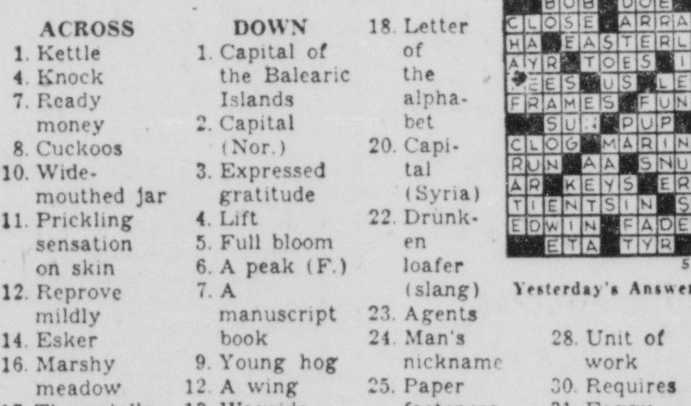 ACROSS
1. Kettle
4. Knock
7. Ready
money
8. Cuckoos
10. Wide-
mouthed jar
11. Prickling
sensation
on skin
12. Reprove
mildly
14. Esker
16. Marshy
meadow
DOWN
1. Capital of
the Balearic
Islands
2. Capital
(Nor.)
3. Expressed
gratitude
4. Lift
5. Full bloom
6. A peak (F.)
7. A
manuscript
book
9. Young hog
12. A wing
18. Letter
of
the
alpha-
bet
20. Capi-
tal
(Syria)
22. Drunk-
en
loafer
(slang)
23. Agents
24. Man's
nickname
25. Paper
BOB DOE
CLOSE ARRA
HA EASTERL
AYR TOES I
EES US LE
FRAMES FUN
SUN PUP
CLOG MARIN
RUN AA SNU
AR KEYS ER
TIENTSIN S
EDWIN FADE
ETA TYR
5
Yesterday's Answer
28. Unit of
work
30. Requires